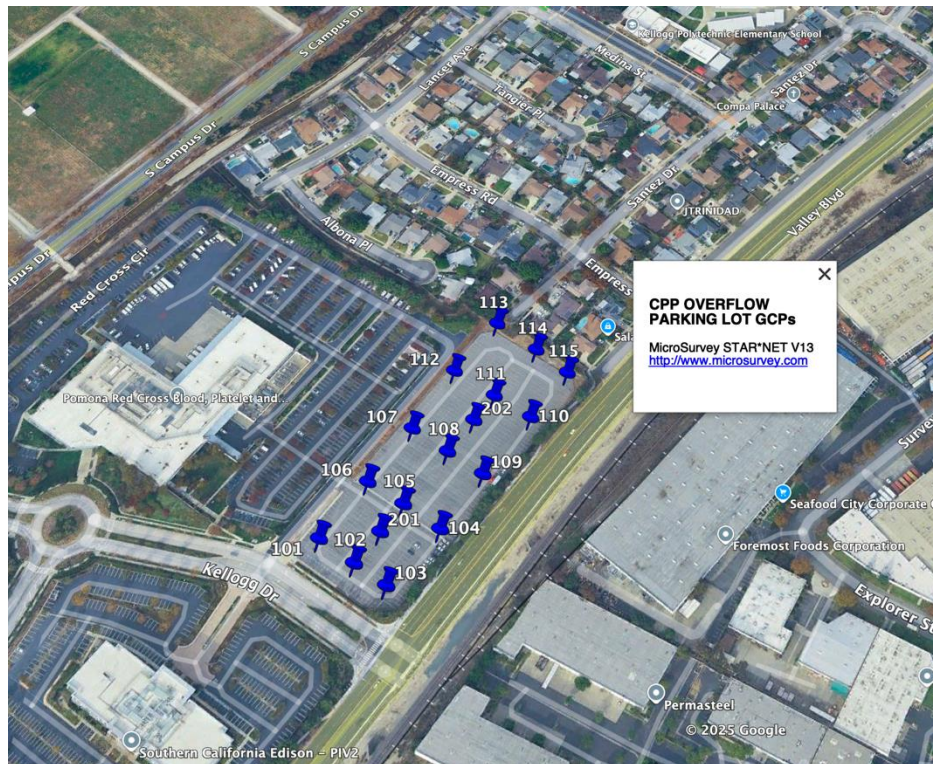 Kellogg Polytechnic Elementary School
S Campus Dr
Lancer Ave
Medina St
Santez Dr
Tangier Pl
Compa Palace
S Campus Dr
Empress Rd
Santez Dr
JTRINIDAD
Valley Blvd
Albona Pl
Red Cross Cir
Empress
CPP OVERFLOW
PARKING LOT GCPs
MicroSurvey STAR*NET V13
http://www.microsurvey.com
113
114
115
112
111
Pomona Red Cross Blood, Platelet and...
202
110
107
108
109
106
105
201
104
101
102
103
Kellogg Dr
Seafood City Corporate
Foremost Foods Corporation
Permasteel
© 2025 Google
Southern California Edison - PIV2